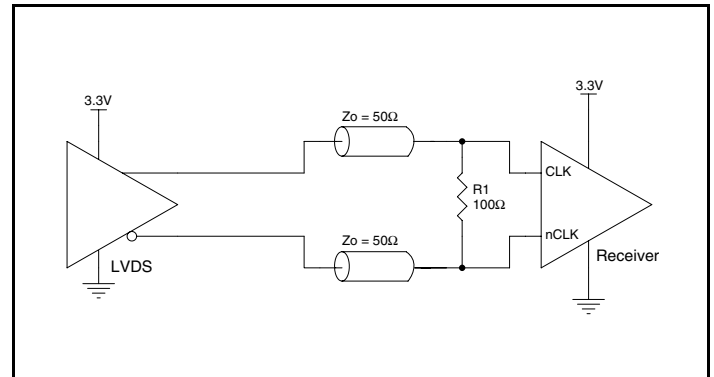 3.3V
3.3V
Zo = 50Ω
CLK
R1
100Ω
Zo = 50Ω
nCLK
Receiver
LVDS